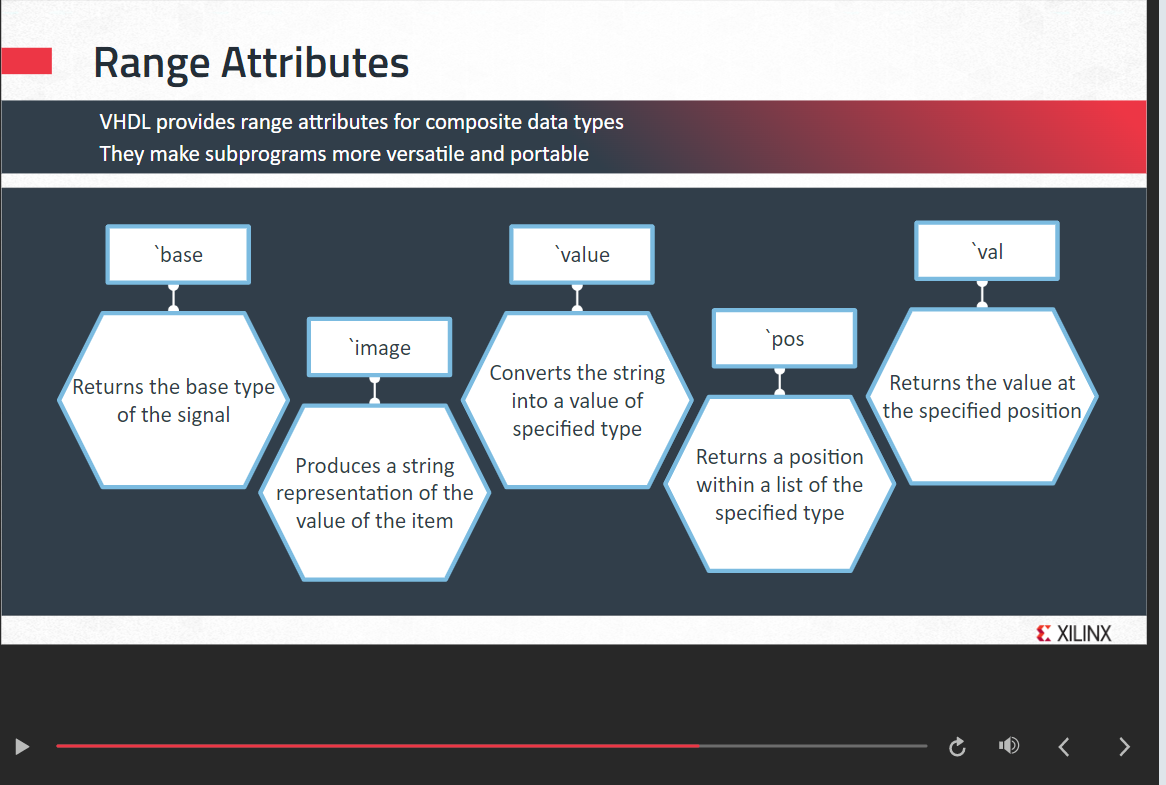 Range Attributes
VHDL provides range attributes for composite data types
They make subprograms more versatile and portable
`base
Returns the base type
of the signal
`image
Produces a string
representation of the
value of the item
`value
Converts the string
into a value of
specified type
`pos
Returns a position
within a list of the
specified type
`val
Returns the value at
the specified position
XILINX